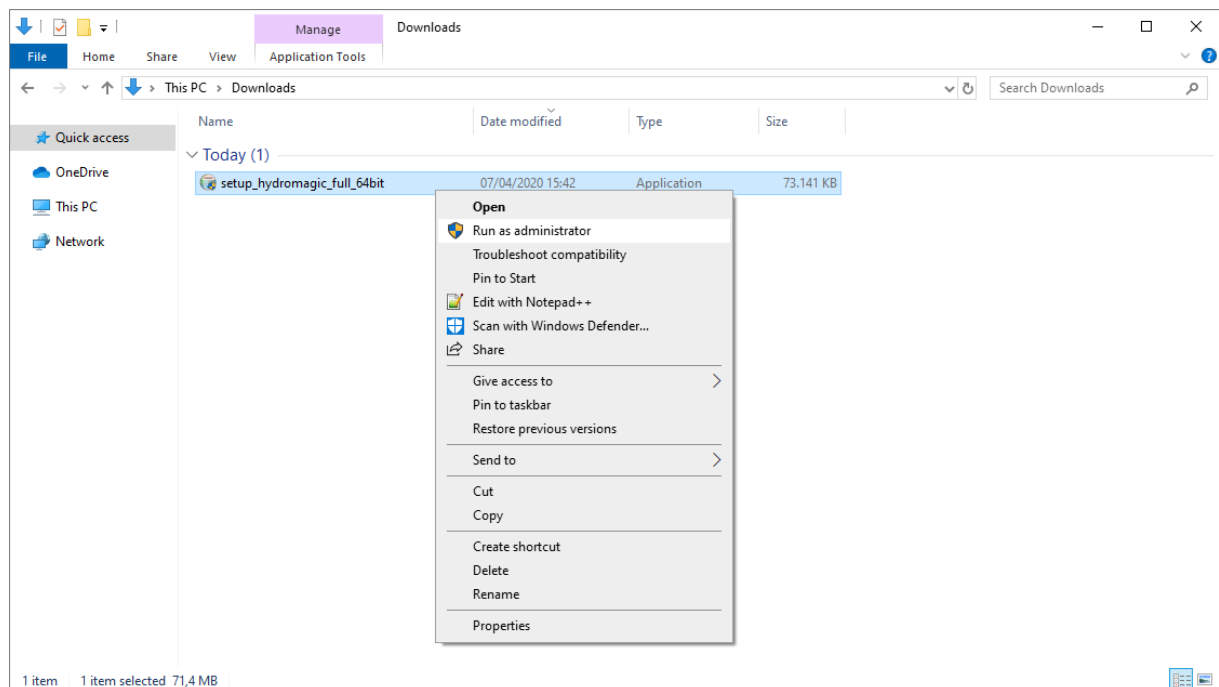 Manage
Downloads
File
Home
Share
View
Application Tools
This PC > Downloads
Search Downloads
Name
Date modified
Type
Size
Quick access
Today (1)
OneDrive
setup_hydromagic_full_64bit
07/04/2020 15:42
Application
73.141 KB
This PC
Network
Open
Run as administrator
Troubleshoot compatibility
Pin to Start
Edit with Notepad++
Scan with Windows Defender...
Share
Give access to
Pin to taskbar
Restore previous versions
Send to
Cut
Copy
Create shortcut
Delete
Rename
Properties
1 item
1 item selected 71,4 MB